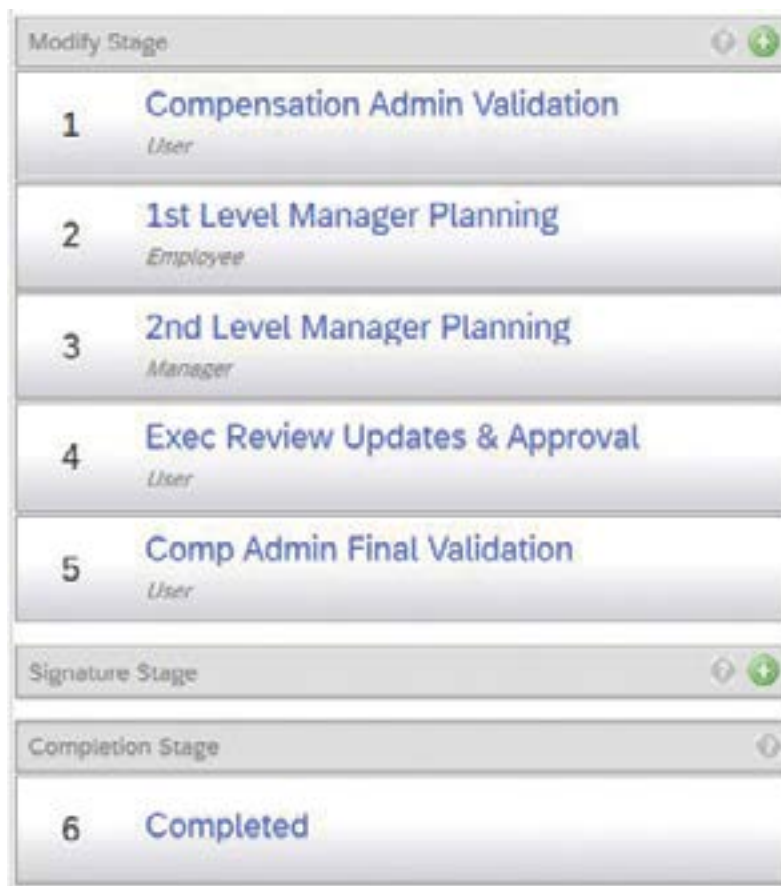 Modify Stage
1
Compensation Admin Validation
User
2
1st Level Manager Planning
Employee
3
2nd Level Manager Planning
Manager
4
Exec Review Updates & Approval
User
5
Comp Admin Final Validation
User
Signature Stage
Completion Stage
6
Completed